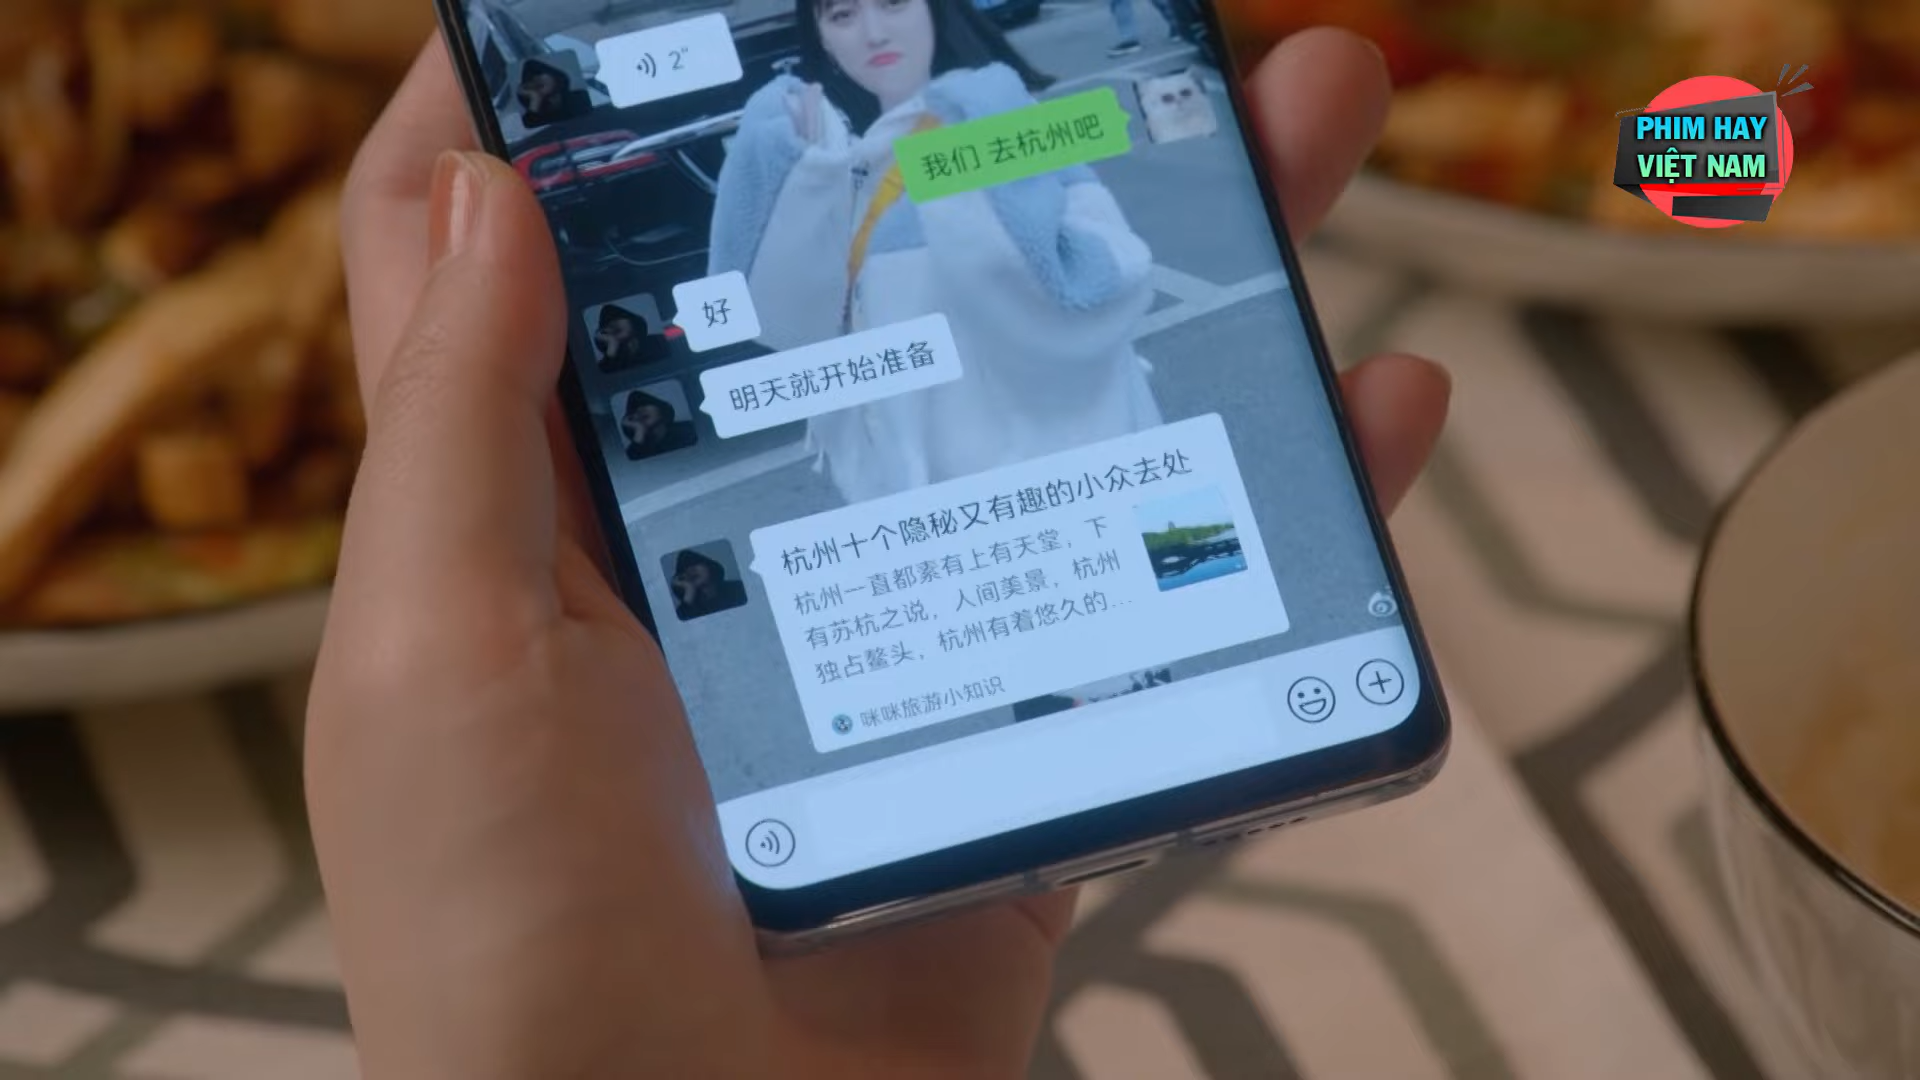 2"
我们 去杭州吧
好
明天就开始准备
杭州十个隐秘又有趣的小众去处
杭州一直都素有上有天堂，下
有苏杭之说，人间美景，杭州
独占鳌头，杭州有着悠久的...
咪咪旅游小知识
PHIM HAY
VIỆT NAM